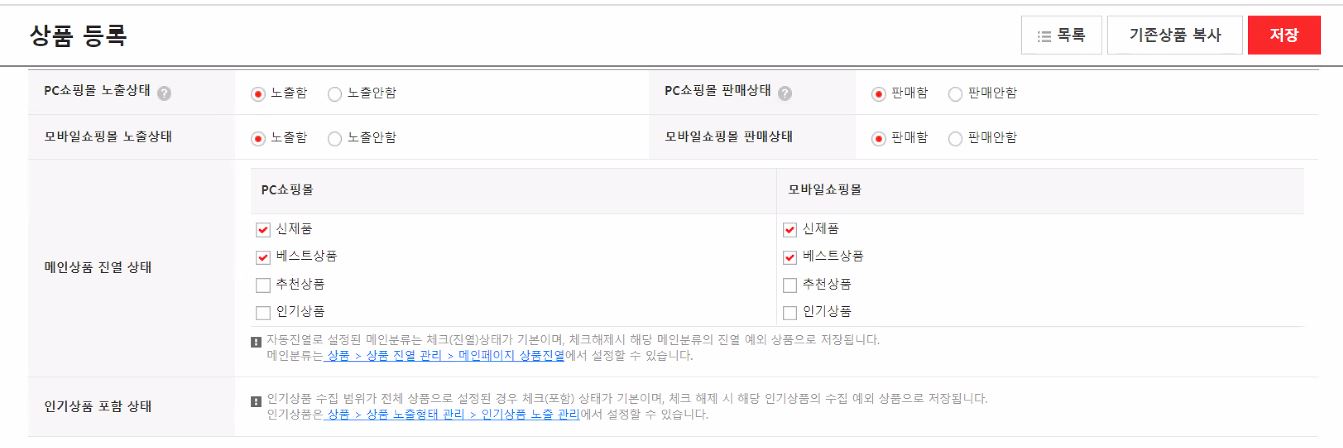 상품 등록
목록
기존상품 복사
저장
PC쇼핑몰 노출상태 ?
노출함
노출안함
PC쇼핑몰 판매상태 ?
판매함
판매안함
모바일쇼핑몰 노출상태
노출함
노출안함
모바일쇼핑몰 판매상태
판매함
판매안함
메인상품 진열 상태
PC쇼핑몰
모바일쇼핑몰
신제품
신제품
베스트상품
베스트상품
추천상품
추천상품
인기상품
인기상품
! 자동진열로 설정된 메인분류는 체크(진열)상태가 기본이며, 체크해제시 해당 메인분류의 진열 예외 상품으로 저장됩니다.
메인분류는 상품 > 상품 진열 관리 > 메인페이지 상품진열에서 설정할 수 있습니다.
인기상품 포함 상태
! 인기상품 수집 범위가 전체 상품으로 설정된 경우 체크(포함) 상태가 기본이며, 체크 해제 시 해당 인기상품의 수집 예외 상품으로 저장됩니다.
인기상품은 상품 > 상품 노출형태 관리 > 인기상품 노출 관리에서 설정할 수 있습니다.